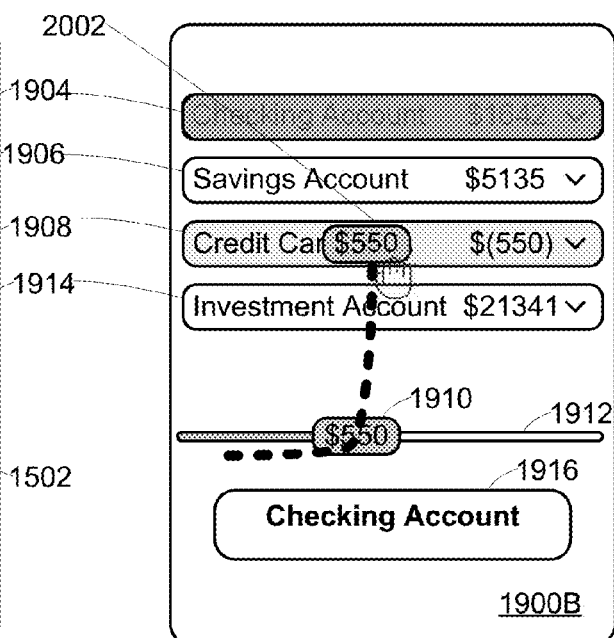 2002
1904
1906
Savings Account $5135
1908
Credit Car $550 $(550)
1914
Investment Account $21341
1910
1912
$550
1502
1916
Checking Account
1900B